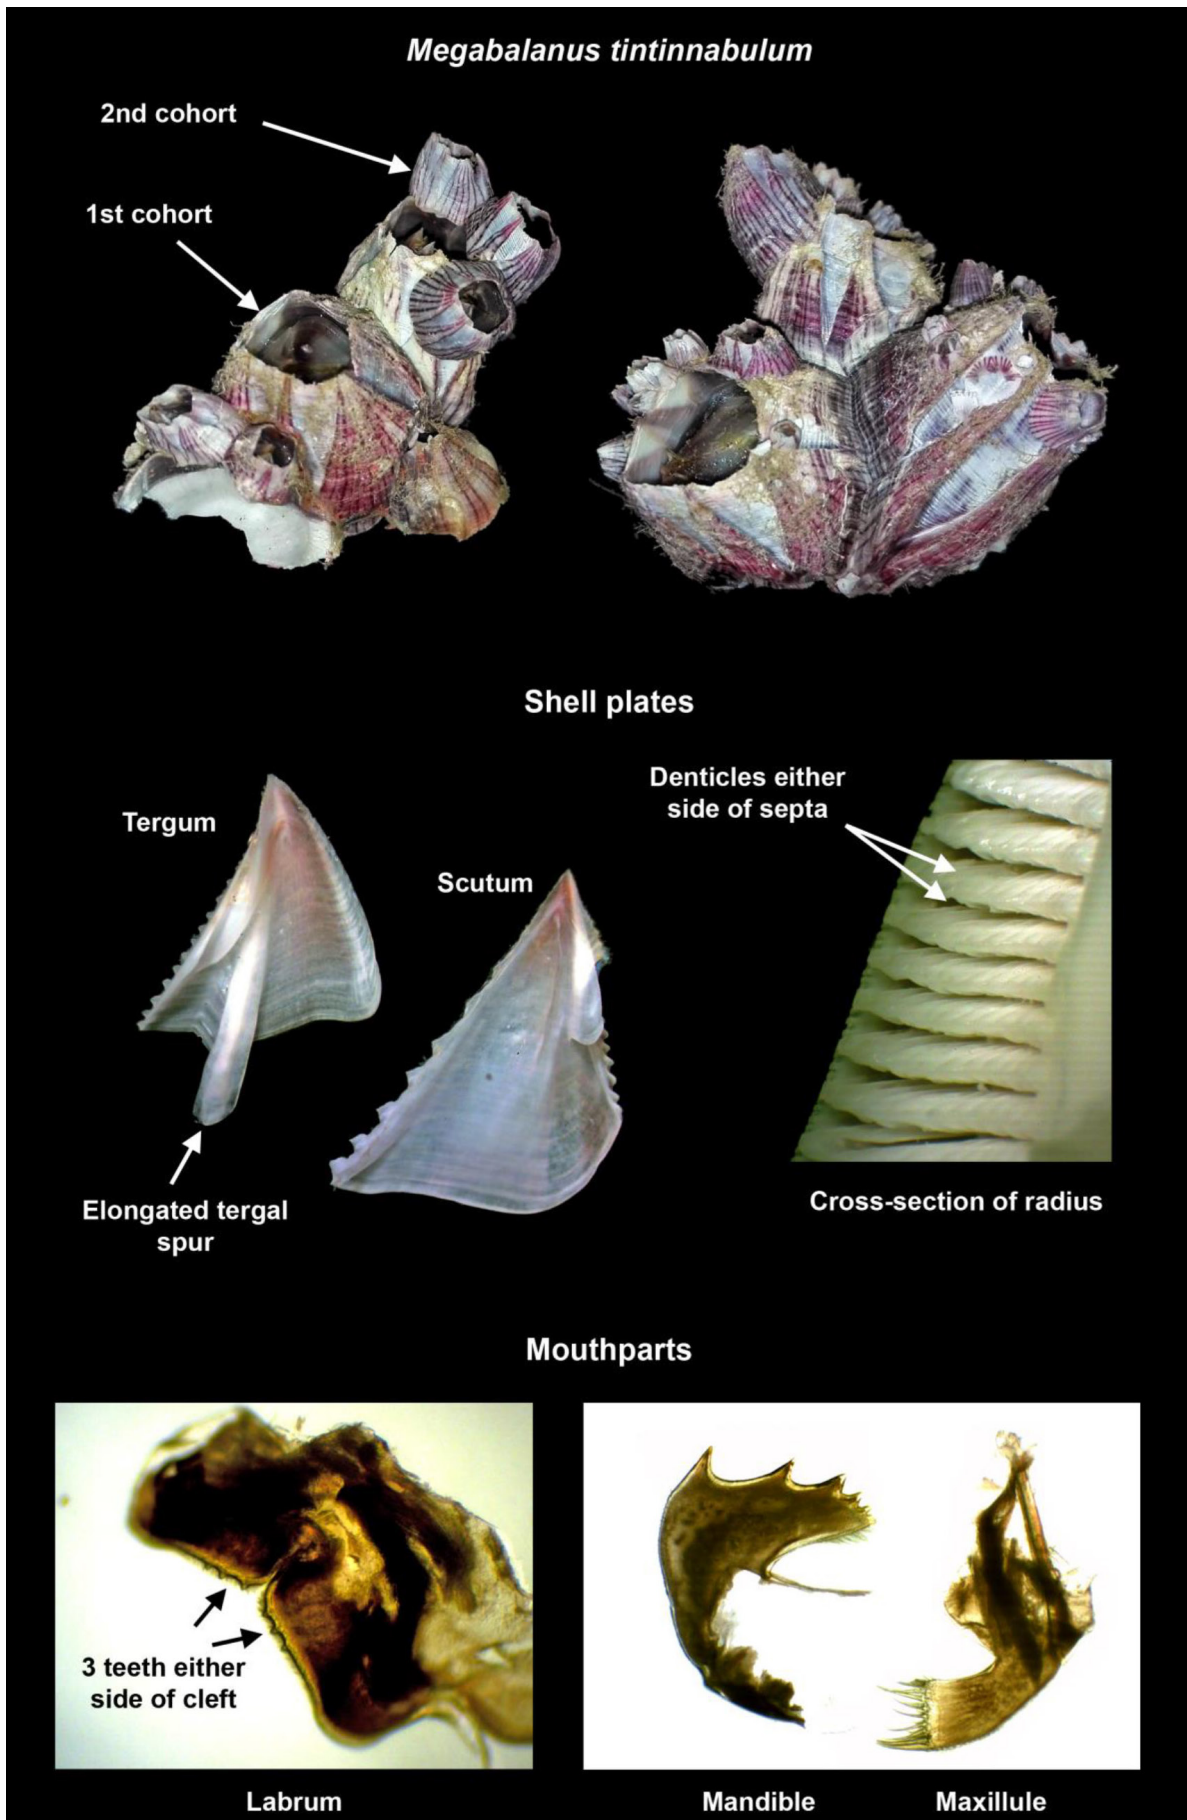 Megabalanus tintinnabulum
2nd cohort
1st cohort
Shell plates
Tergum
Scutum
Denticles either
side of septa
Elongated tergal
spur
Cross-section of radius
Mouthparts
3 teeth either
side of cleft
Labrum
Mandible
Maxillule